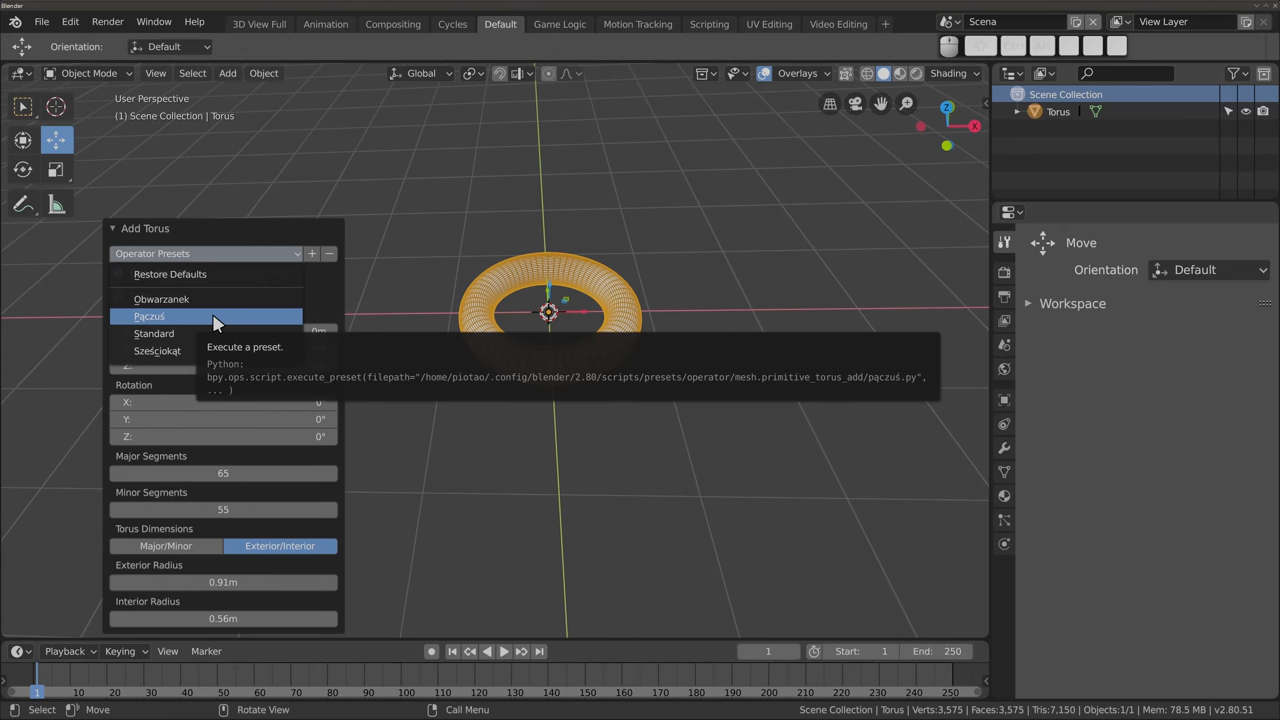 Blender
File Edit Render Window Help
3D View Full Animation Compositing Cycles Default Game Logic Motion Tracking Scripting UV Editing Video Editing +
Scena
View Layer
Orientation: Default
Ctrl Alt
Object Mode View Select Add Object
Global
Overlays
Shading
User Perspective
(1) Scene Collection | Torus
Z
X
Scene Collection
Torus
Move
Orientation Default
Workspace
Add Torus
Operator Presets
Restore Defaults
Obwarzanek
Pączuś
Standard
Sześciokąt
0m
Z:
Execute a preset.
Python:
bpy.ops.script.execute_preset(filepath="/home/piotao/.config/blender/2.80/scripts/presets/operator/mesh.primitive_torus_add/pączuś.py",
... )
Rotation
X: 0°
Y: 0°
Z: 0°
Major Segments
65
Minor Segments
55
Torus Dimensions
Major/Minor Exterior/Interior
Exterior Radius
0.91m
Interior Radius
0.56m
Playback Keying View Marker
1
Start: 1
End: 250
1 10 20 30 40 50 60 70 80 90 100 110 120 130 140 150 160 170 180 190 200 210 220 230 240 250
Select Move Rotate View Call Menu
Scene Collection | Torus | Verts:3,575 | Faces:3,575 | Tris:7,150 | Objects:1/1 | Mem: 78.5 MB | v2.80.51